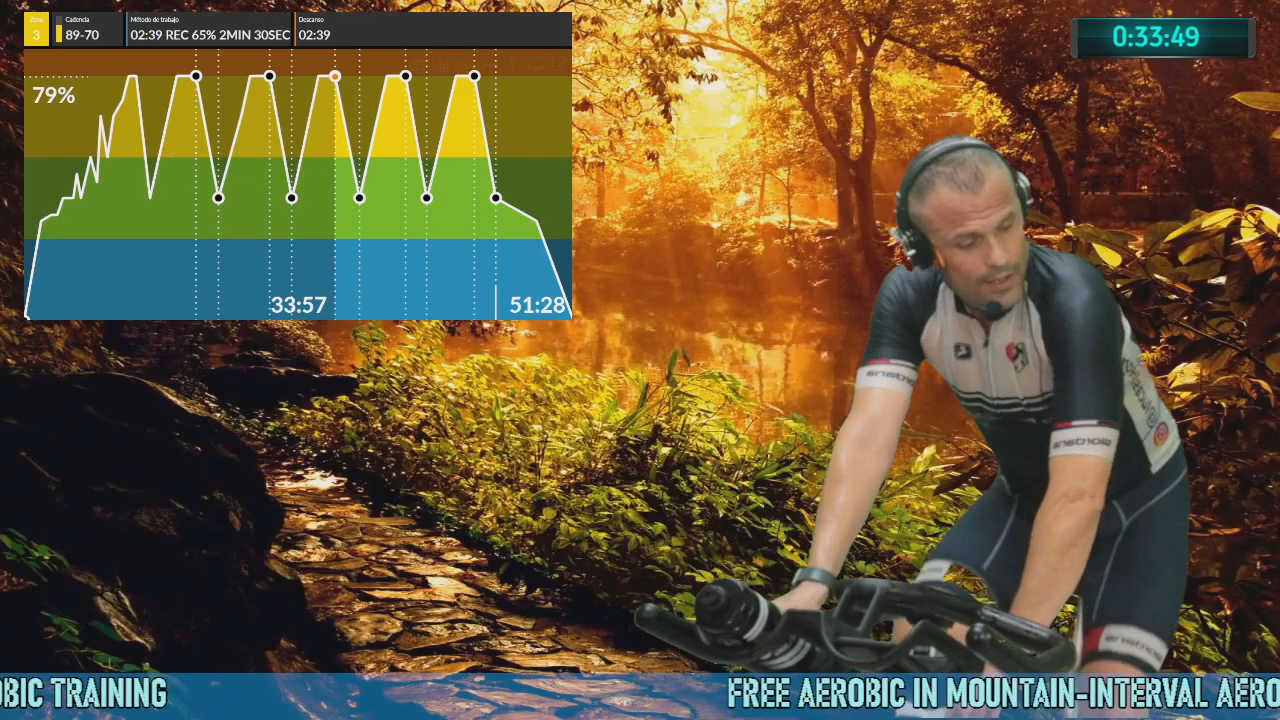 Zona
3
Cadencia
89-70
Método de trabajo
02:39 REC 65% 2MIN 30SEC
Descanso
02:39
0:33:49
79%
33:57
51:28
OBIC TRAINING
FREE AEROBIC IN MOUNTAIN-INTERVAL AERO